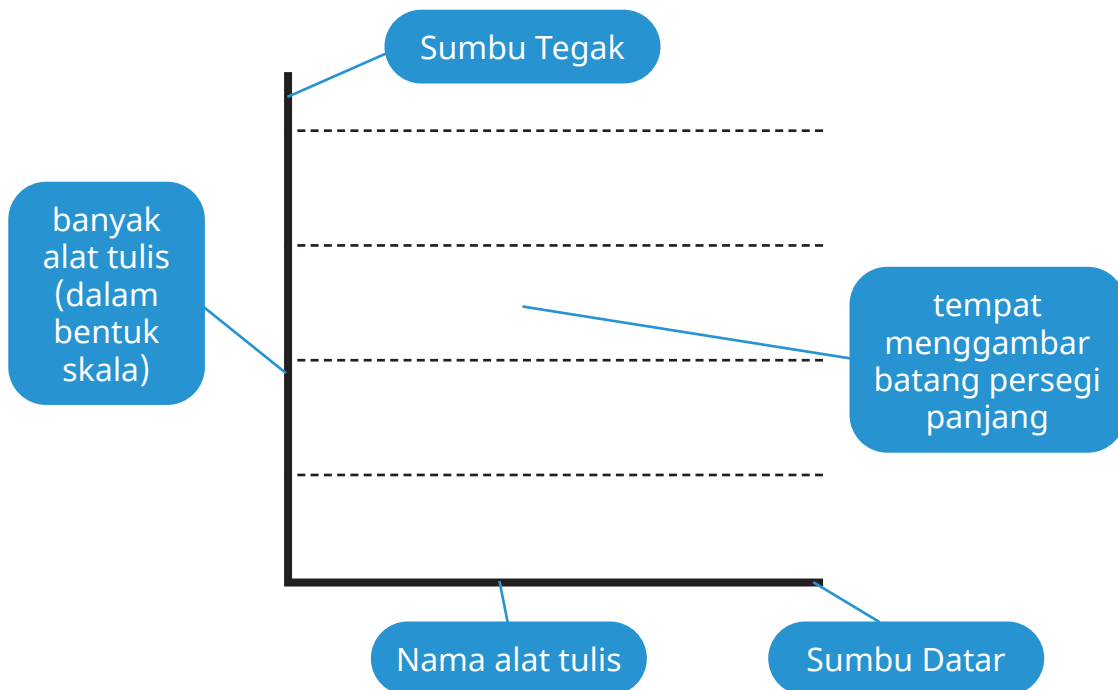 Sumbu Tegak
banyak
alat tulis
(dalam
bentuk
skala)
tempat
menggambar
batang persegi
panjang
Nama alat tulis
Sumbu Datar